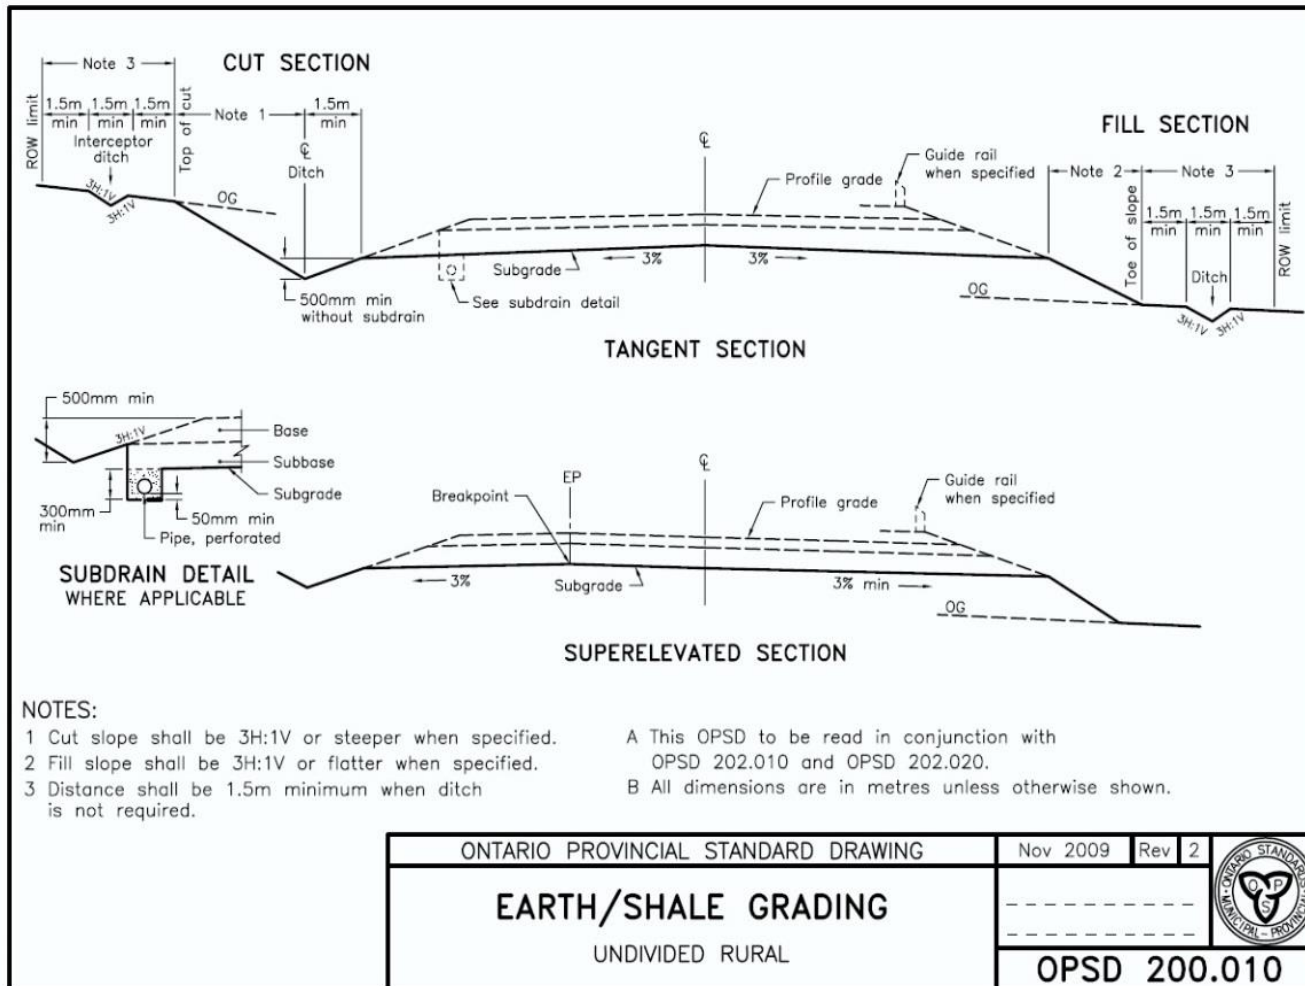 CUT SECTION
Note 3
ROW limit
1.5m
min
1.5m
min
1.5m
min
Interceptor
ditch
3H:1V
3H:1V
Top of cut
Note 1
1.5m
min
℄
Ditch
OG
500mm min
without subdrain
Subgrade
3%
3%
See subdrain detail
℄
Profile grade
Guide rail
when specified
FILL SECTION
Note 2
Toe of slope
Note 3
1.5m
min
1.5m
min
1.5m
min
Ditch
3H:1V
3H:1V
ROW limit
OG
TANGENT SECTION
500mm min
3H:1V
Base
Subbase
Subgrade
300mm
min
50mm min
Pipe, perforated
SUBDRAIN DETAIL
WHERE APPLICABLE
Breakpoint
EP
℄
Profile grade
Guide rail
when specified
3%
Subgrade
3% min
OG
SUPERELEVATED SECTION
NOTES:
1 Cut slope shall be 3H:1V or steeper when specified.
2 Fill slope shall be 3H:1V or flatter when specified.
3 Distance shall be 1.5m minimum when ditch
is not required.
A This OPSD to be read in conjunction with
OPSD 202.010 and OPSD 202.020.
B All dimensions are in metres unless otherwise shown.
ONTARIO PROVINCIAL STANDARD DRAWING
Nov 2009
Rev
2
EARTH/SHALE GRADING
UNDIVIDED RURAL
OPSD 200.010
ONTARIO STANDARDS
MUNICIPAL-PROVINCIAL
O P S